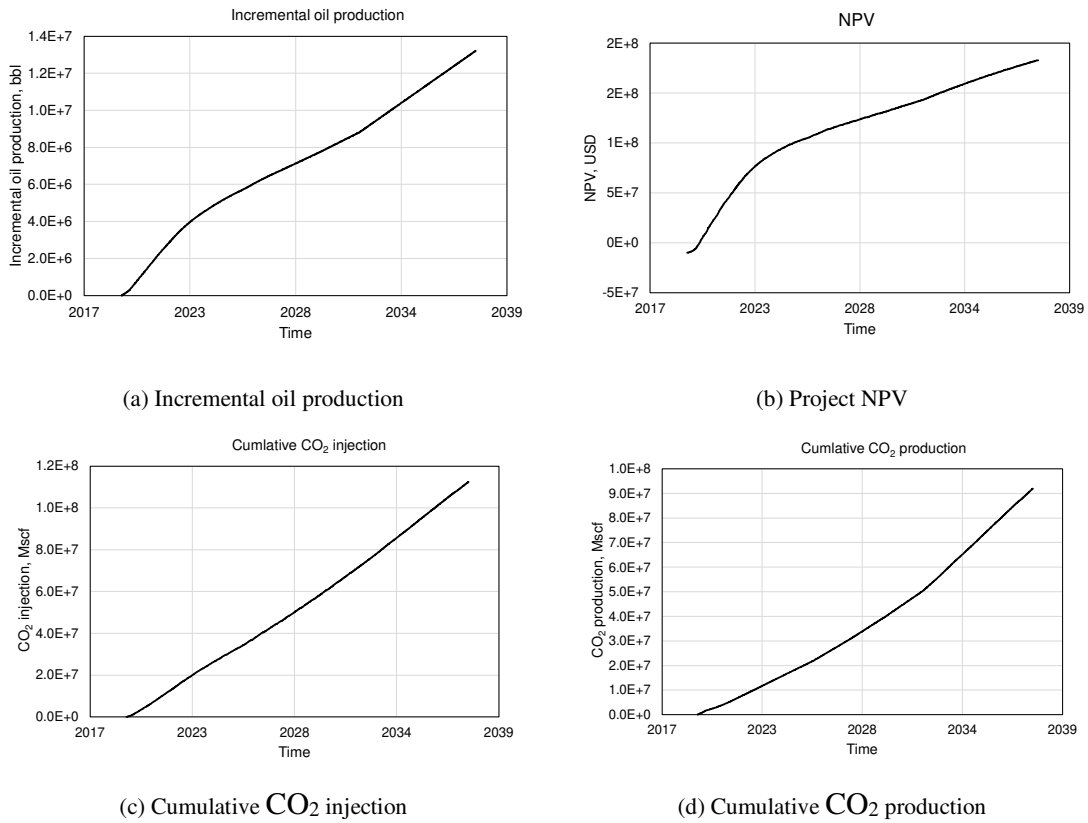 Incremental oil production
Incremental oil production, bbl
1.4E+7
1.2E+7
1.0E+7
8.0E+6
6.0E+6
4.0E+6
2.0E+6
0.0E+0
2017 2023 2028 2034 2039
Time
(a) Incremental oil production
NPV
NPV, USD
2E+8
2E+8
1E+8
5E+7
0E+0
-5E+7
2017 2023 2028 2034 2039
Time
(b) Project NPV
Cumlative CO₂ injection
CO₂ injection, Mscf
1.2E+8
1.0E+8
8.0E+7
6.0E+7
4.0E+7
2.0E+7
0.0E+0
2017 2023 2028 2034 2039
Time
(c) Cumulative CO₂ injection
Cumlative CO₂ production
CO₂ production, Mscf
1.0E+8
9.0E+7
8.0E+7
7.0E+7
6.0E+7
5.0E+7
4.0E+7
3.0E+7
2.0E+7
1.0E+7
0.0E+0
2017 2023 2028 2034 2039
Time
(d) Cumulative CO₂ production